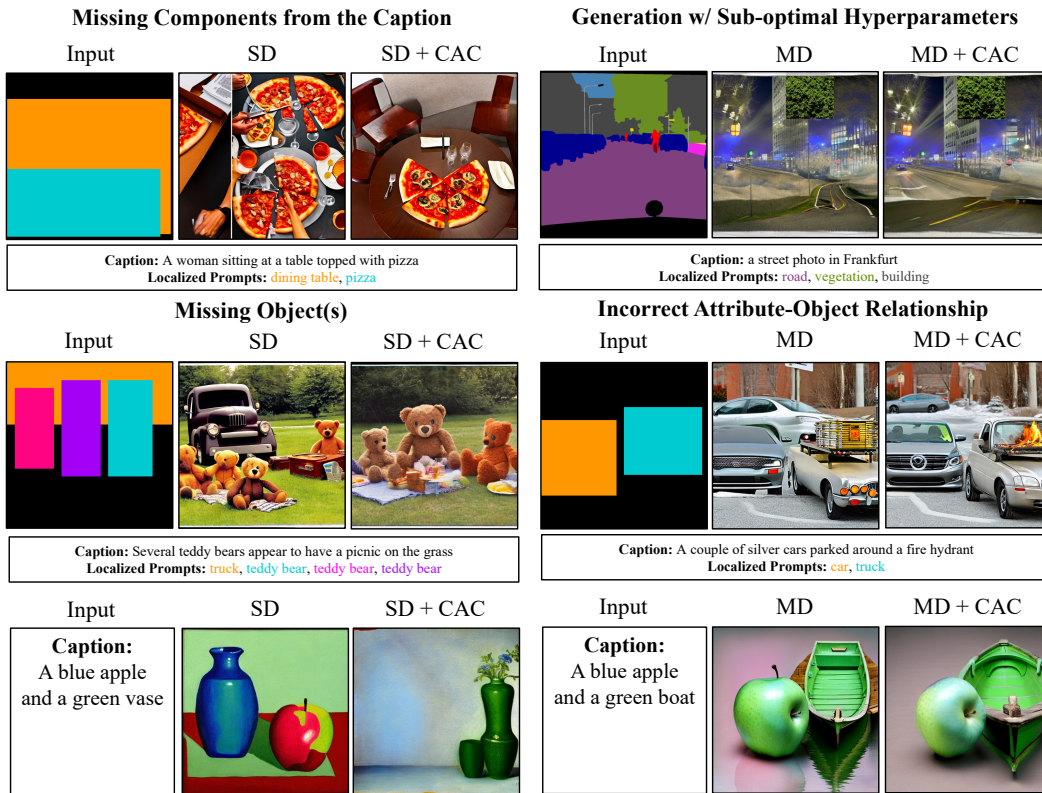 Missing Components from the Caption
Input SD SD + CAC
Caption: A woman sitting at a table topped with pizza
Localized Prompts: dining table, pizza
Generation w/ Sub-optimal Hyperparameters
Input MD MD + CAC
Caption: a street photo in Frankfurt
Localized Prompts: road, vegetation, building
Missing Object(s)
Input SD SD + CAC
Caption: Several teddy bears appear to have a picnic on the grass
Localized Prompts: truck, teddy bear, teddy bear, teddy bear
Incorrect Attribute-Object Relationship
Input MD MD + CAC
Caption: A couple of silver cars parked around a fire hydrant
Localized Prompts: car, truck
Input SD SD + CAC
Caption:
A blue apple
and a green vase
Input MD MD + CAC
Caption:
A blue apple
and a green boat